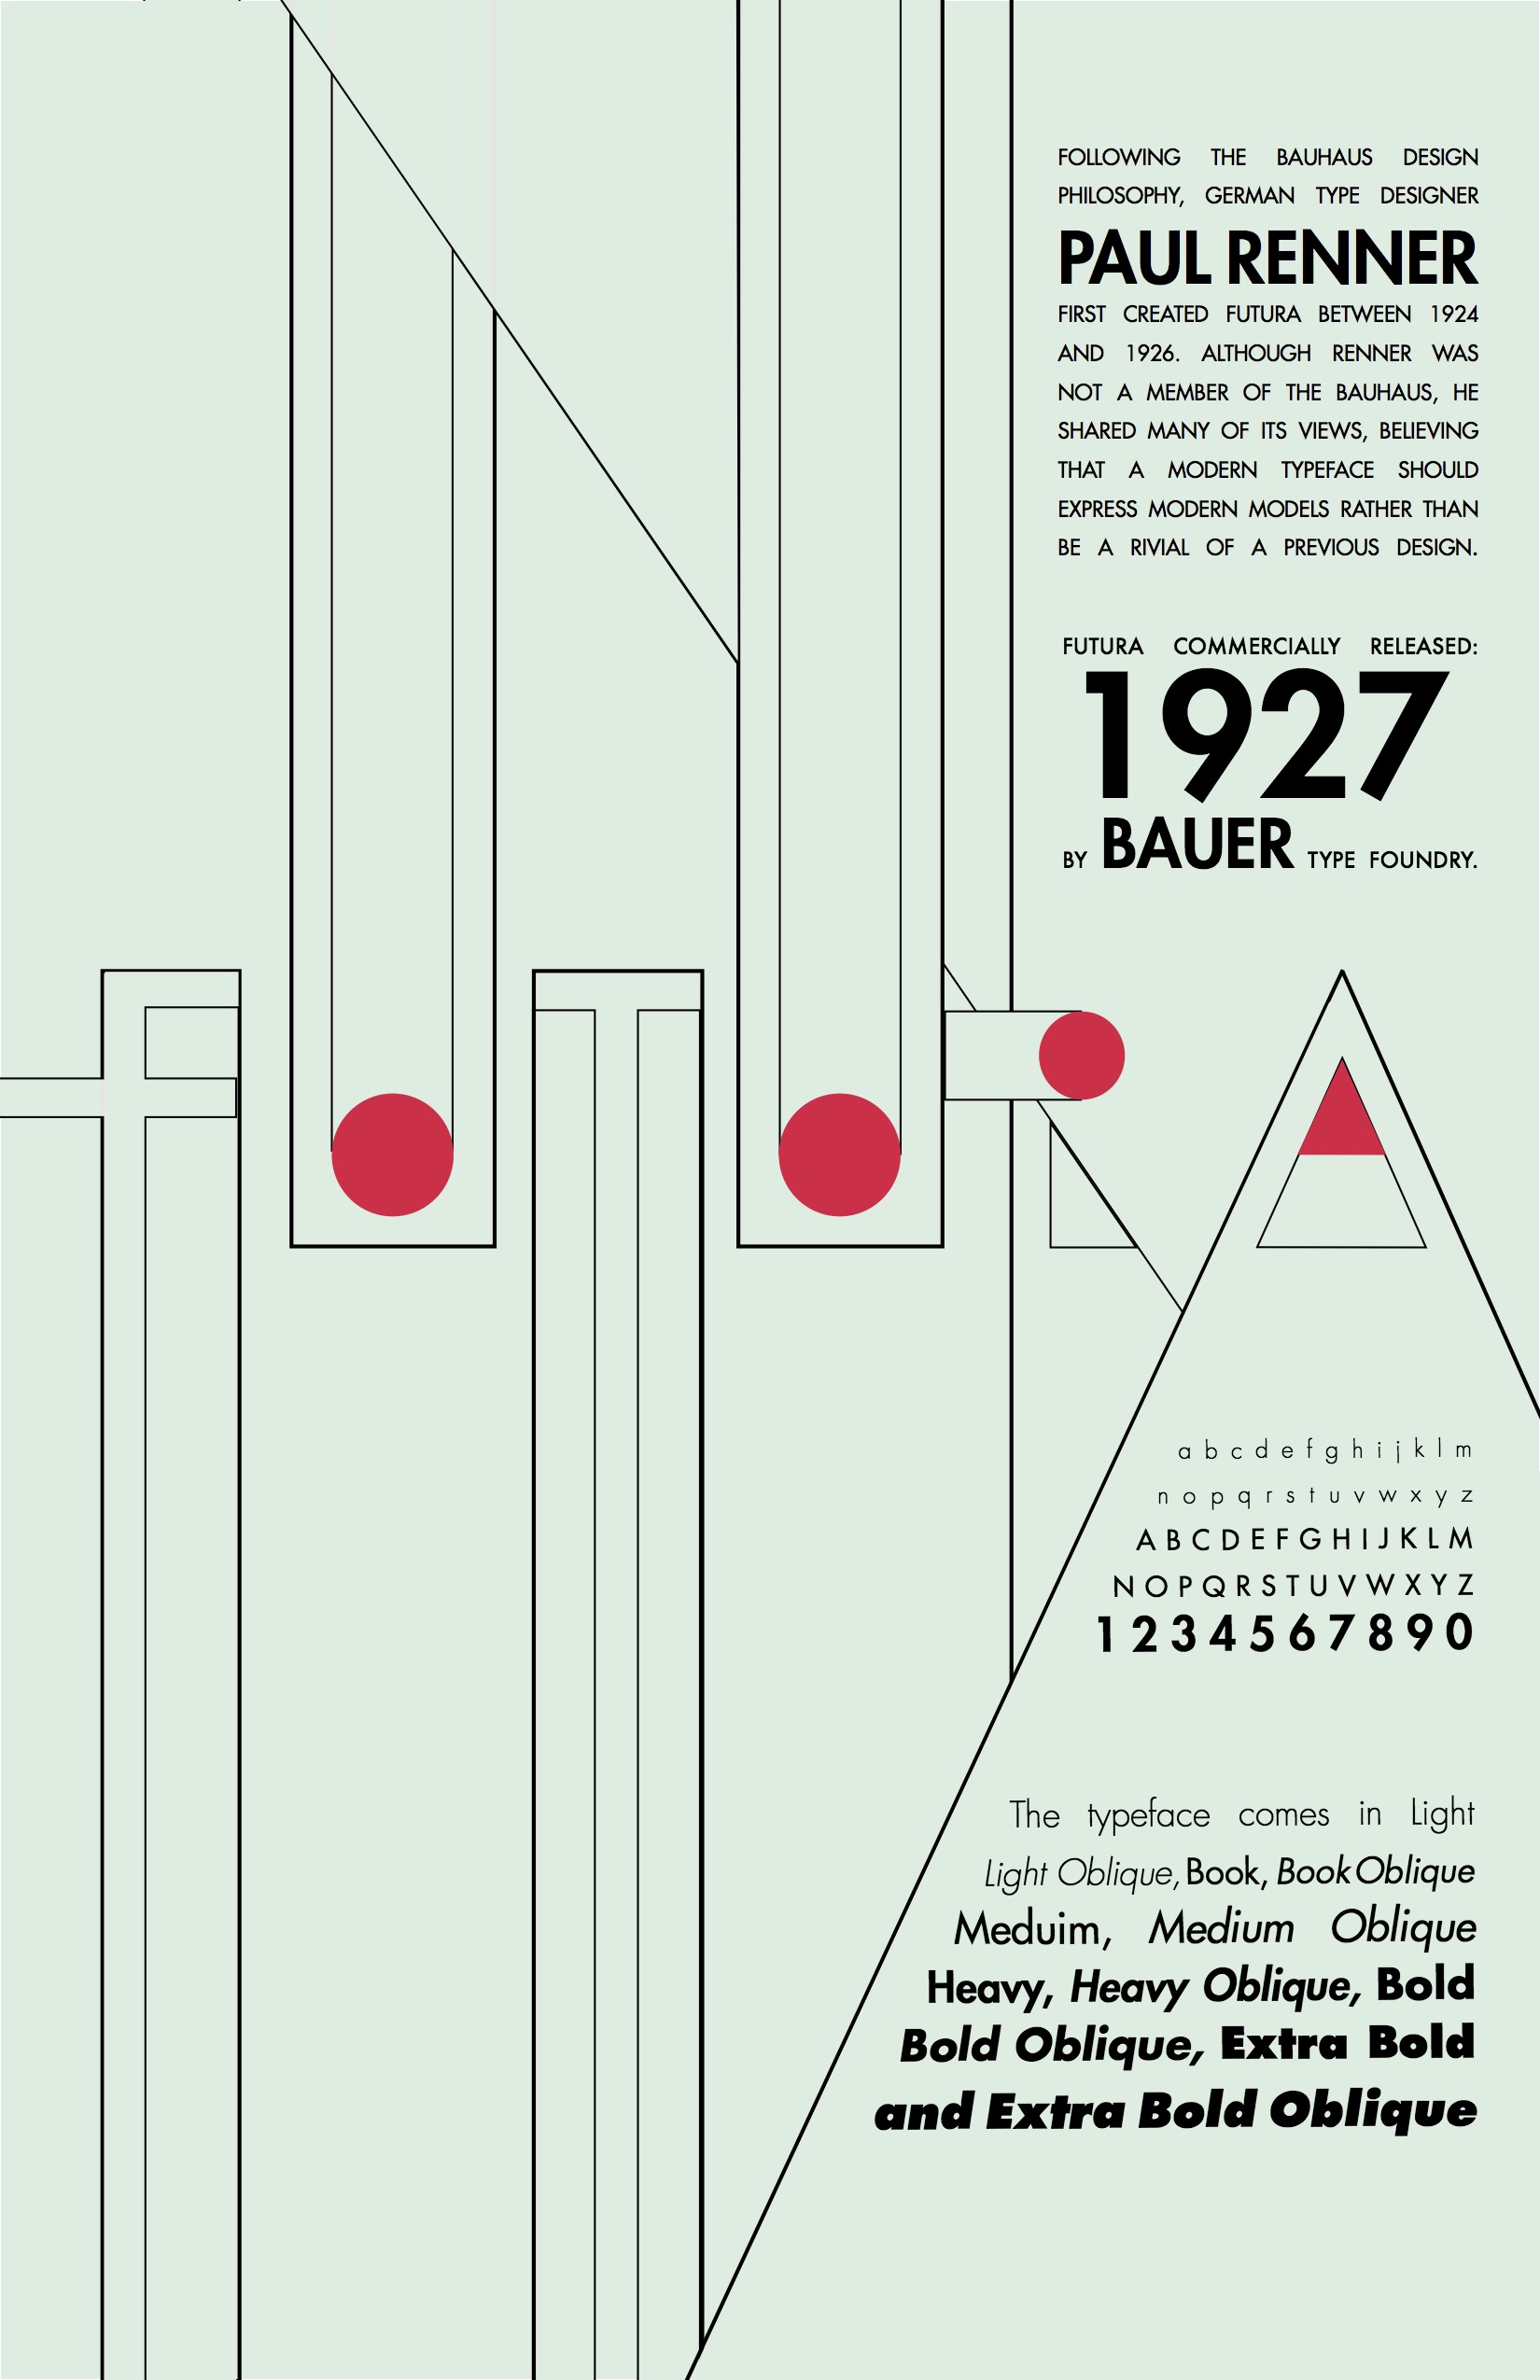 FOLLOWING THE BAUHAUS DESIGN
PHILOSOPHY, GERMAN TYPE DESIGNER
PAUL RENNER
FIRST CREATED FUTURA BETWEEN 1924
AND 1926. ALTHOUGH RENNER WAS
NOT A MEMBER OF THE BAUHAUS, HE
SHARED MANY OF ITS VIEWS, BELIEVING
THAT A MODERN TYPEFACE SHOULD
EXPRESS MODERN MODELS RATHER THAN
BE A RIVIAL OF A PREVIOUS DESIGN.
FUTURA COMMERCIALLY RELEASED:
1927
BY BAUER TYPE FOUNDRY.
futuRA
a b c d e f g h i j k l m
n o p q r s t u v w x y z
A B C D E F G H I J K L M
N O P Q R S T U V W X Y Z
1 2 3 4 5 6 7 8 9 0
The typeface comes in Light
Light Oblique, Book, Book Oblique
Meduim, Medium Oblique
Heavy, Heavy Oblique, Bold
Bold Oblique, Extra Bold
and Extra Bold Oblique